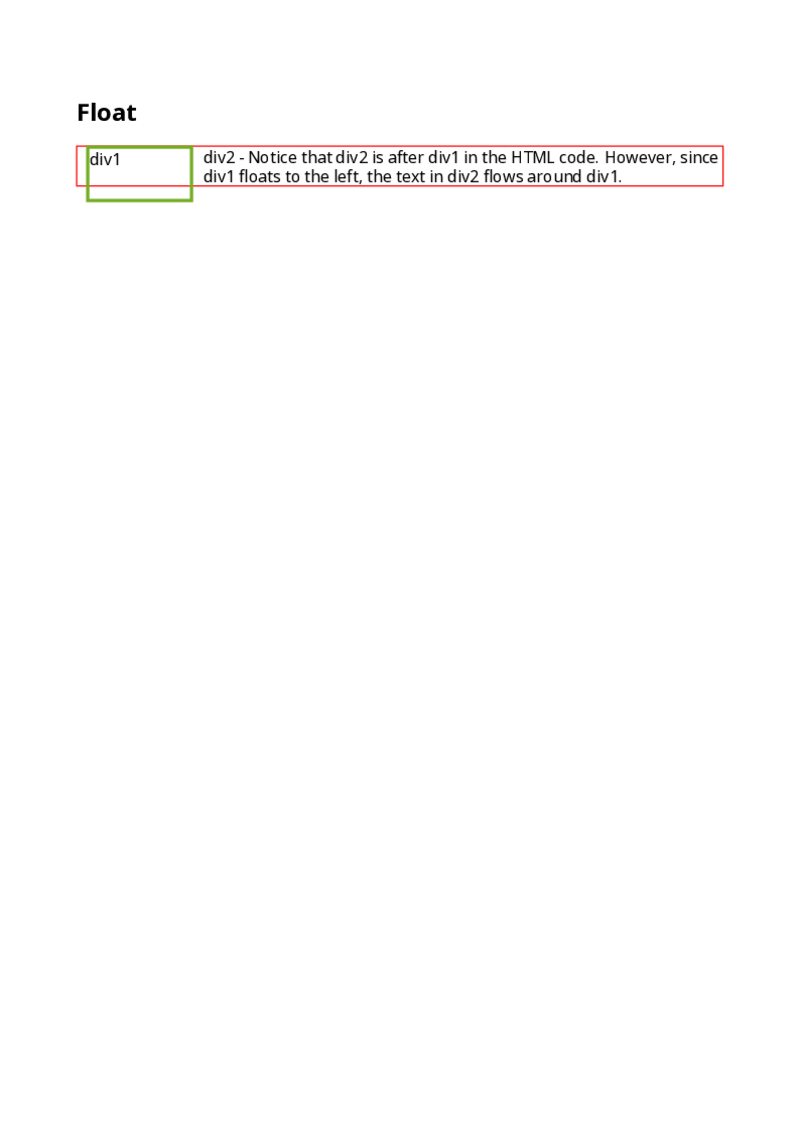 Float
div1
div2 - Notice that div2 is after div1 in the HTML code. However, since
div1 floats to the left, the text in div2 flows around div1.